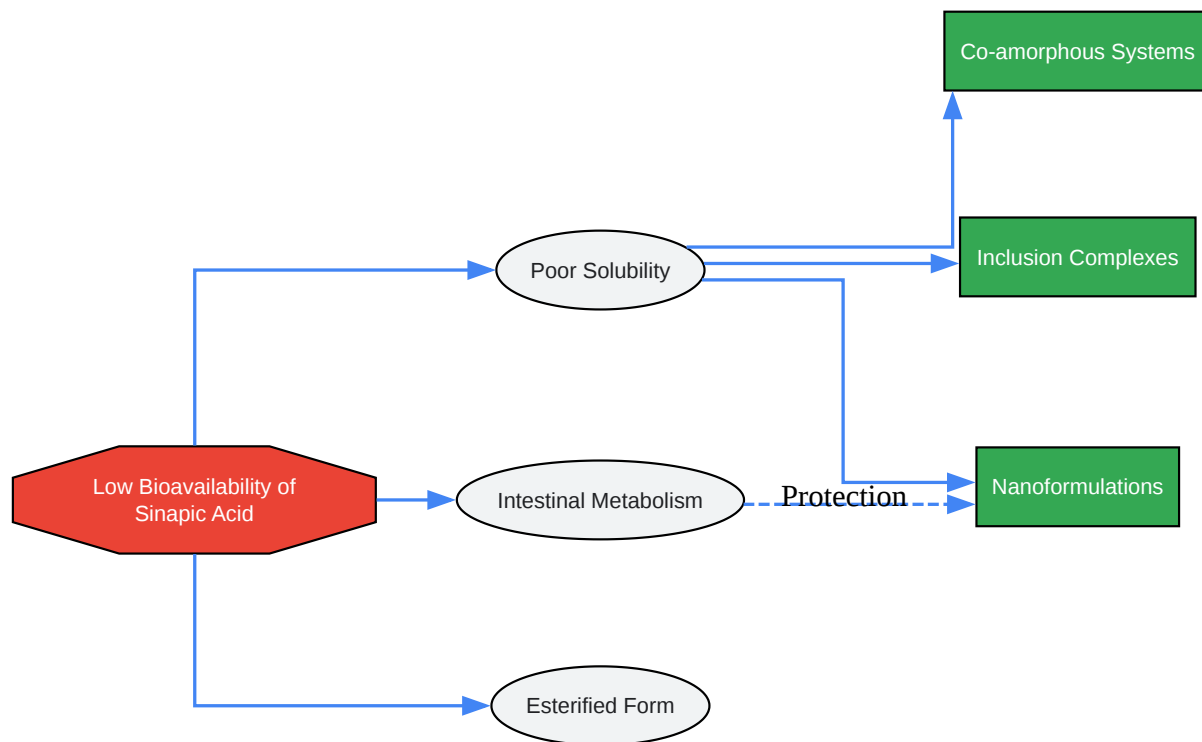 Co-amorphous Systems
Poor Solubility
Inclusion Complexes
Low Bioavailability of
Sinapic Acid
Intestinal Metabolism
Protection
Nanoformulations
Esterified Form